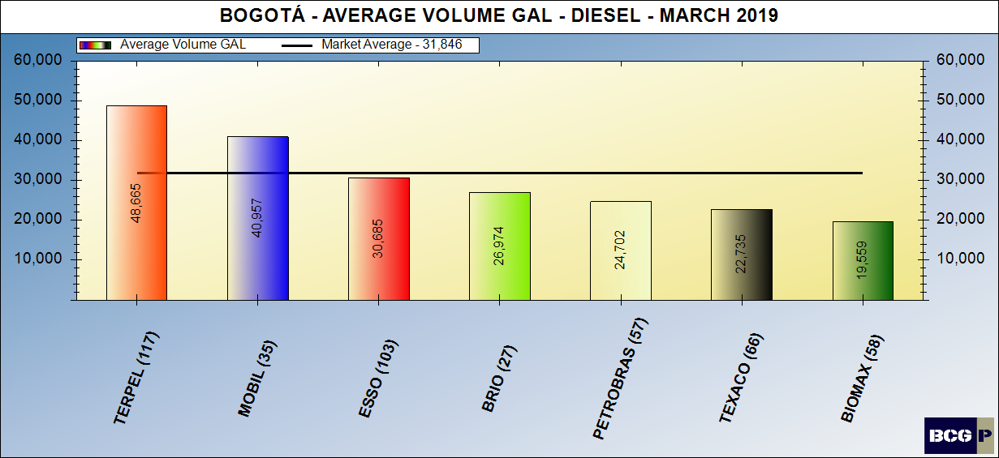 BOGOTÁ - AVERAGE VOLUME GAL - DIESEL - MARCH 2019
Average Volume GAL
Market Average - 31,846
60,000
50,000
40,000
30,000
20,000
10,000
60,000
50,000
40,000
30,000
20,000
10,000
48,665
40,957
30,685
26,974
24,702
22,735
19,559
TERPEL (117)
MOBIL (35)
ESSO (103)
BRIO (27)
PETROBRAS (57)
TEXACO (66)
BIOMAX (58)
BCG P